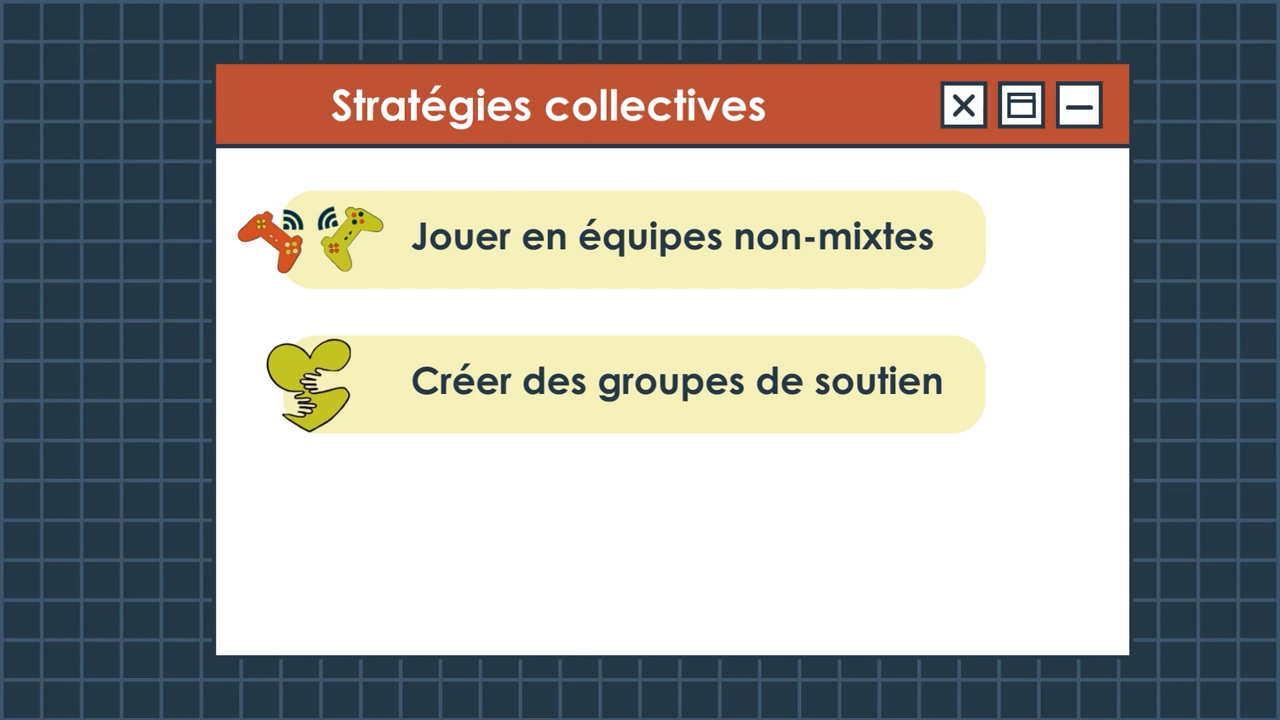 Stratégies collectives
Jouer en équipes non-mixtes
Créer des groupes de soutien